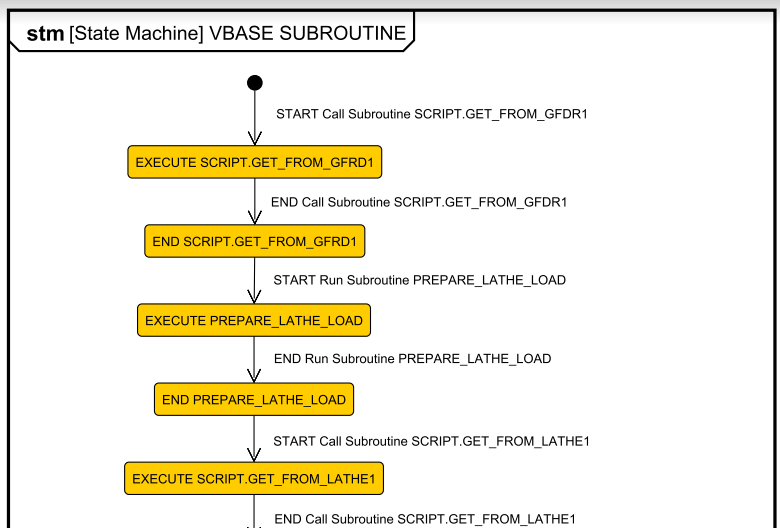 stm [State Machine] VBASE SUBROUTINE
START Call Subroutine SCRIPT.GET_FROM_GFDR1
EXECUTE SCRIPT.GET_FROM_GFRD1
END Call Subroutine SCRIPT.GET_FROM_GFDR1
END SCRIPT.GET_FROM_GFRD1
START Run Subroutine PREPARE_LATHE_LOAD
EXECUTE PREPARE_LATHE_LOAD
END Run Subroutine PREPARE_LATHE_LOAD
END PREPARE_LATHE_LOAD
START Call Subroutine SCRIPT.GET_FROM_LATHE1
EXECUTE SCRIPT.GET_FROM_LATHE1
END Call Subroutine SCRIPT.GET_FROM_LATHE1